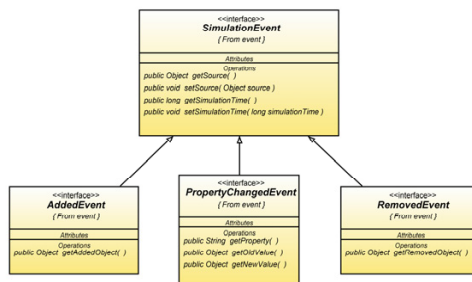 <<interface>>
SimulationEvent
{ From event }
Attributes
Operations
public Object getSource( )
public void setSource( Object source )
public long getSimulationTime( )
public void setSimulationTime( long simulationTime )
<<interface>>
AddedEvent
{ From event }
Attributes
Operations
public Object getAddedObject( )
<<interface>>
PropertyChangedEvent
{ From event }
Attributes
Operations
public String getProperty( )
public Object getOldValue( )
public Object getNewValue( )
<<interface>>
RemovedEvent
{ From event }
Attributes
Operations
public Object getRemovedObject( )